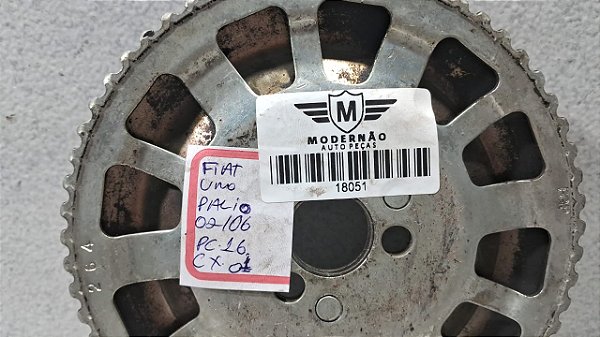 M
MODERNÃO
AUTO PEÇAS
18051
FIAT
UNO
PALIO
02/06
PC-16
CX. 01
264